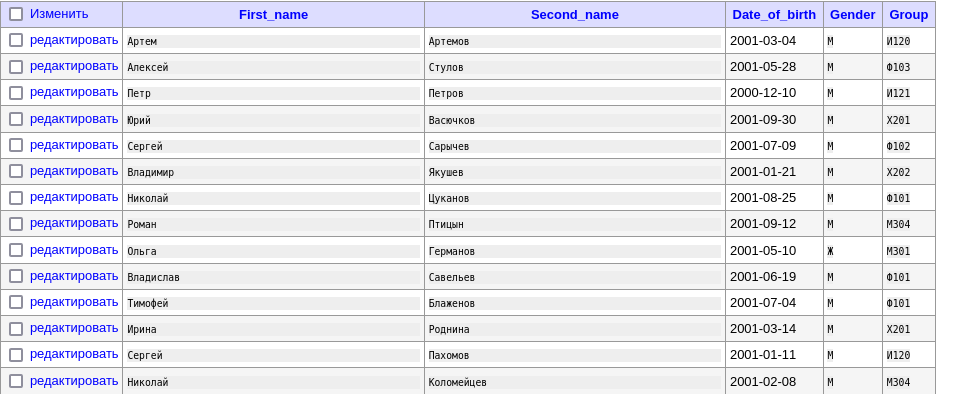 Изменить First_name Second_name Date_of_birth Gender Group
редактировать Артем Артемов 2001-03-04 М И120
редактировать Алексей Стулов 2001-05-28 М Ф103
редактировать Петр Петров 2000-12-10 М И121
редактировать Юрий Васючков 2001-09-30 М Х201
редактировать Сергей Сарычев 2001-07-09 М Ф102
редактировать Владимир Якушев 2001-01-21 М Х202
редактировать Николай Цуканов 2001-08-25 М Ф101
редактировать Роман Птицын 2001-09-12 М М304
редактировать Ольга Германов 2001-05-10 Ж М301
редактировать Владислав Савельев 2001-06-19 М Ф101
редактировать Тимофей Блаженов 2001-07-04 М Ф101
редактировать Ирина Роднина 2001-03-14 М Х201
редактировать Сергей Пахомов 2001-01-11 М И120
редактировать Николай Коломейцев 2001-02-08 М М304